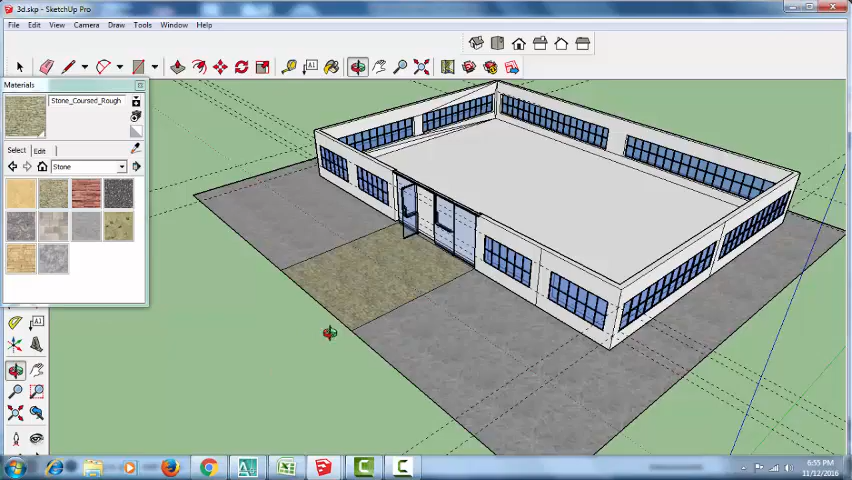 3d.skp - SketchUp Pro
File Edit View Camera Draw Tools Window Help
Materials
Stone_Coursed_Rough
Select Edit
Stone
6:55 PM
11/12/2016